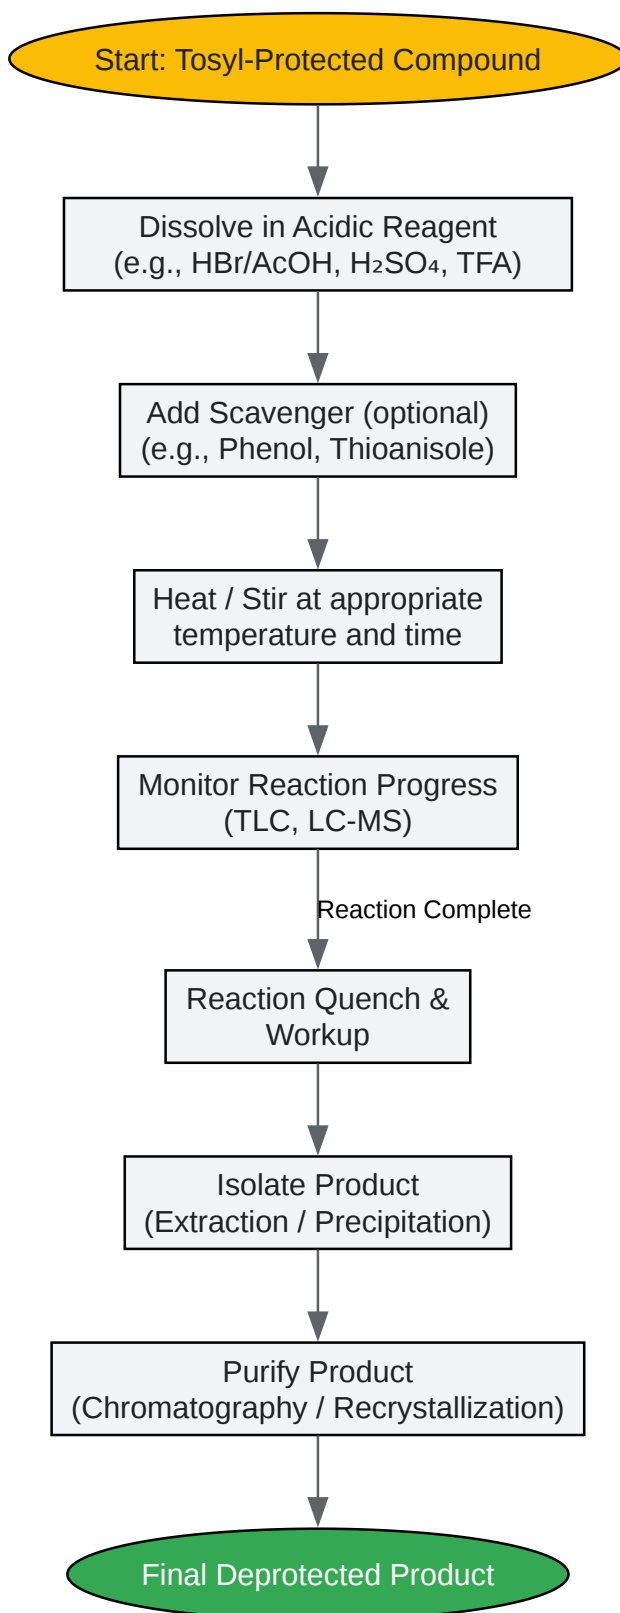 Start: Tosyl-Protected Compound
Dissolve in Acidic Reagent
(e.g., HBr/AcOH, H₂SO₄, TFA)
Add Scavenger (optional)
(e.g., Phenol, Thioanisole)
Heat / Stir at appropriate
temperature and time
Monitor Reaction Progress
(TLC, LC-MS)
Reaction Complete
Reaction Quench &
Workup
Isolate Product
(Extraction / Precipitation)
Purify Product
(Chromatography / Recrystallization)
Final Deprotected Product